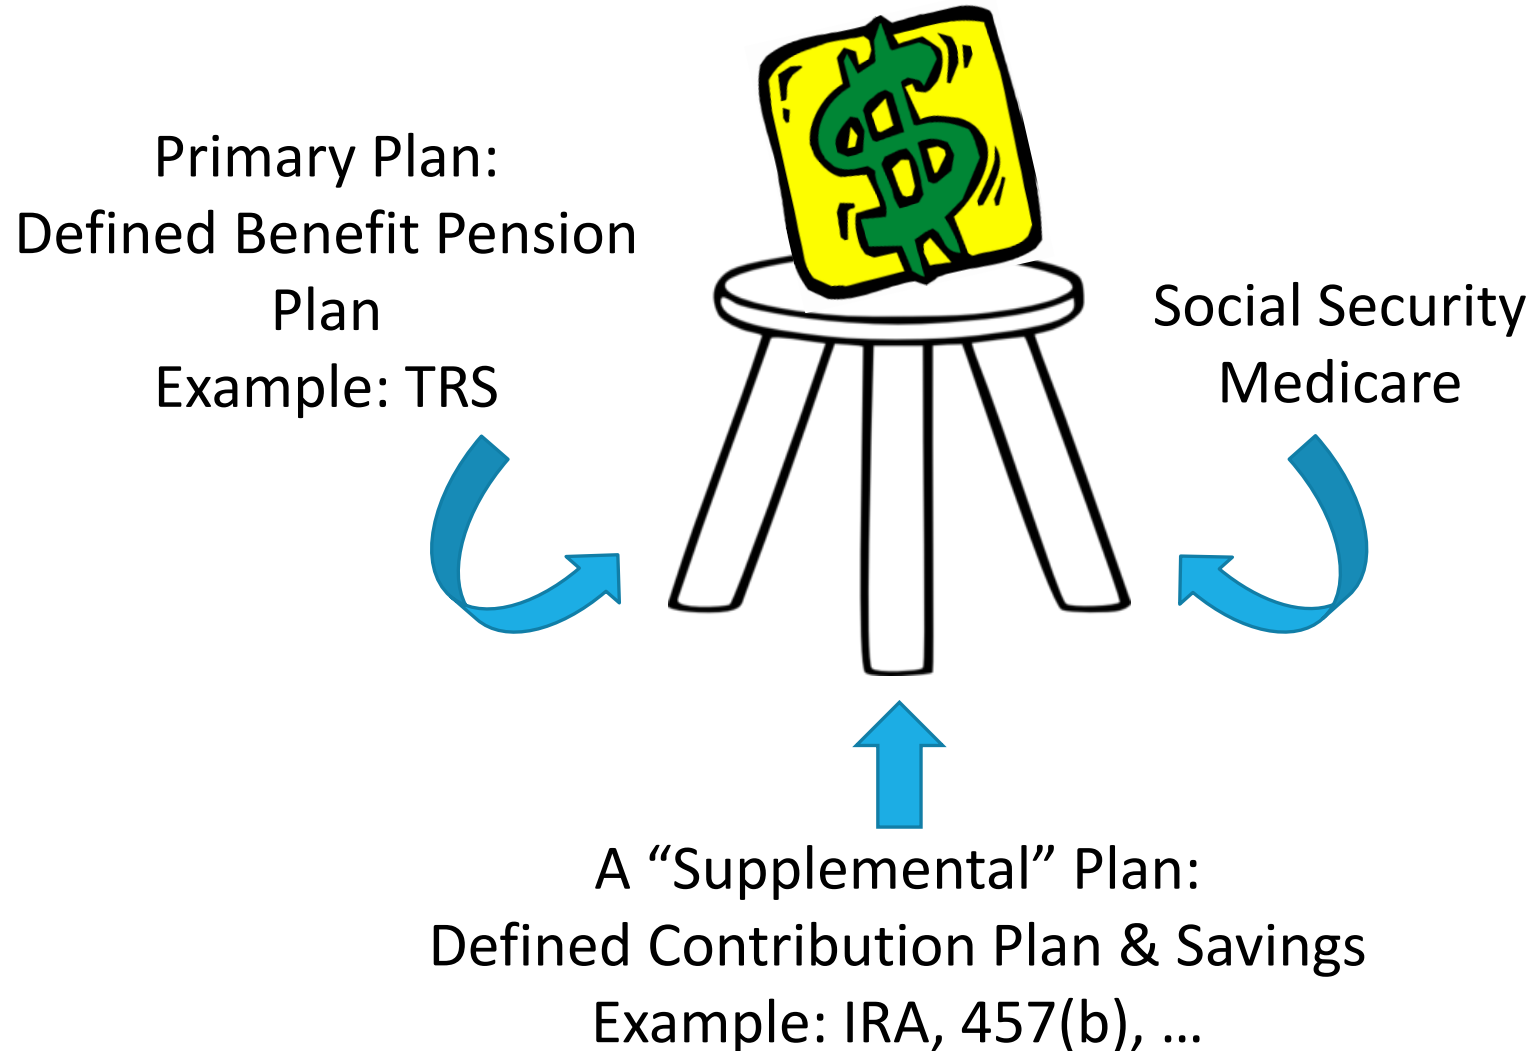 Primary Plan:
Defined Benefit Pension
Plan
Example: TRS
Social Security
Medicare
A “Supplemental” Plan:
Defined Contribution Plan & Savings
Example: IRA, 457(b), ...
$